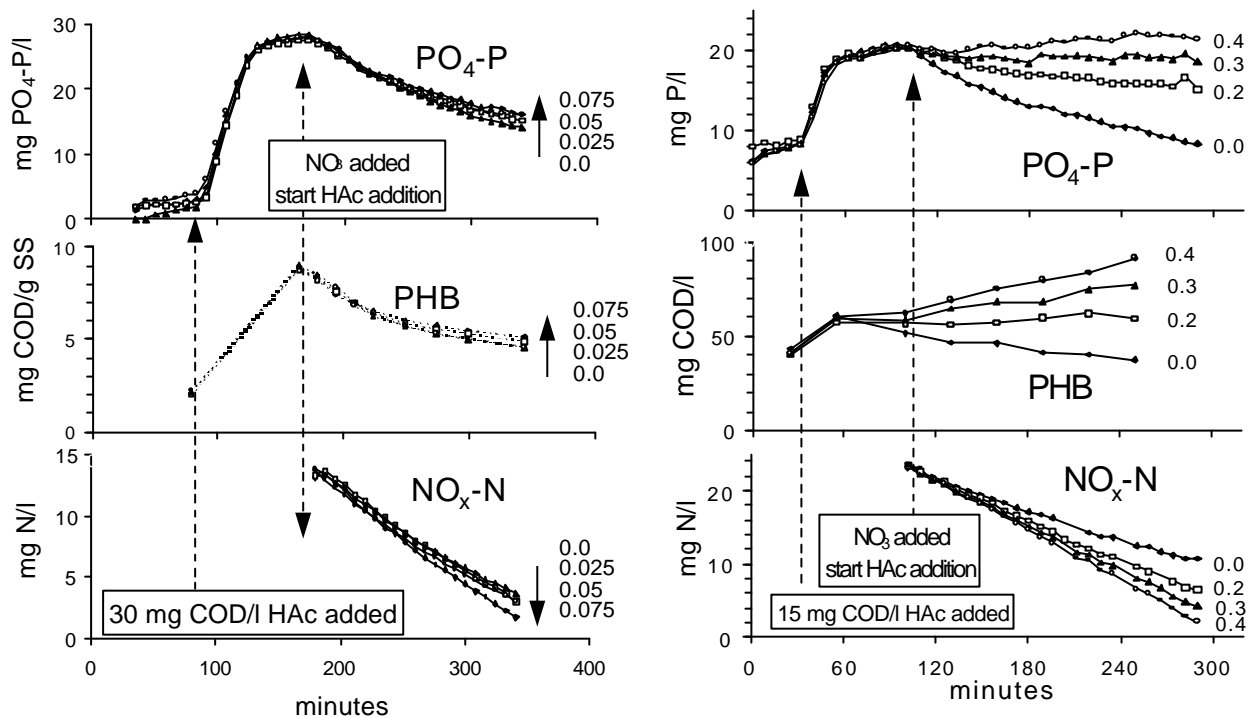 mg PO4-P/l
30
20
10
0
PO4-P
0.075
0.05
0.025
0.0
NO3 added
start HAc addition
mg COD/g SS
10
5
0
PHB
0.075
0.05
0.025
0.0
mg N/l
15
10
5
0
NOx-N
0.0
0.025
0.05
0.075
30 mg COD/l HAc added
0
100
200
300
400
minutes
mg P/l
20
10
0
PO4-P
0.4
0.3
0.2
0.0
mg COD/l
100
50
0
PHB
0.4
0.3
0.2
0.0
mg N/l
20
10
0
NOx-N
0.0
0.2
0.3
0.4
NO3 added
start HAc addition
15 mg COD/l HAc added
0
60
120
180
240
300
minutes